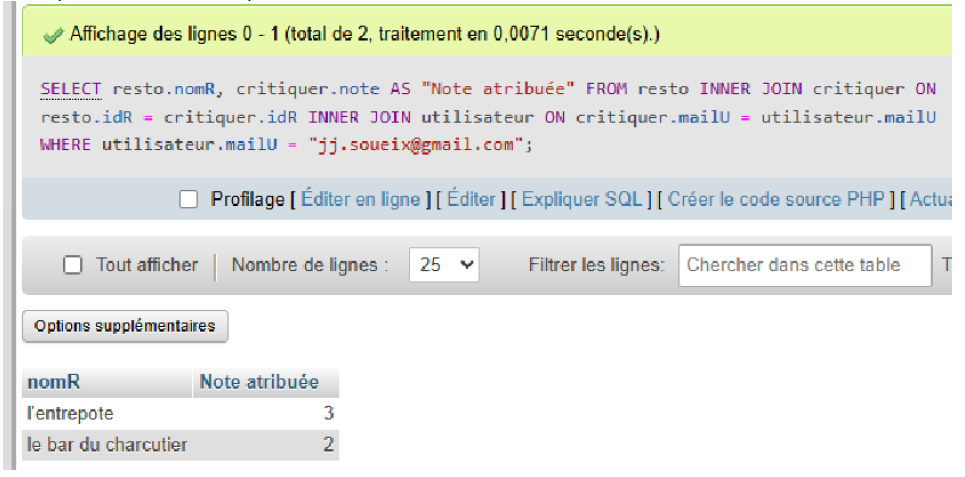 Affichage des lignes 0 - 1 (total de 2, traitement en 0,0071 seconde(s).)
SELECT resto.nomR, critiquer.note AS "Note atribuée" FROM resto INNER JOIN critiquer ON
resto.idR = critiquer.idR INNER JOIN utilisateur ON critiquer.mailU = utilisateur.mailU
WHERE utilisateur.mailU = "jj.soueix@gmail.com";
Profilage [ Éditer en ligne ] [ Éditer ] [ Expliquer SQL ] [ Créer le code source PHP ] [ Actua
Tout afficher Nombre de lignes : 25 Filtrer les lignes: Chercher dans cette table T
Options supplémentaires
nomR Note atribuée
l'entrepote 3
le bar du charcutier 2